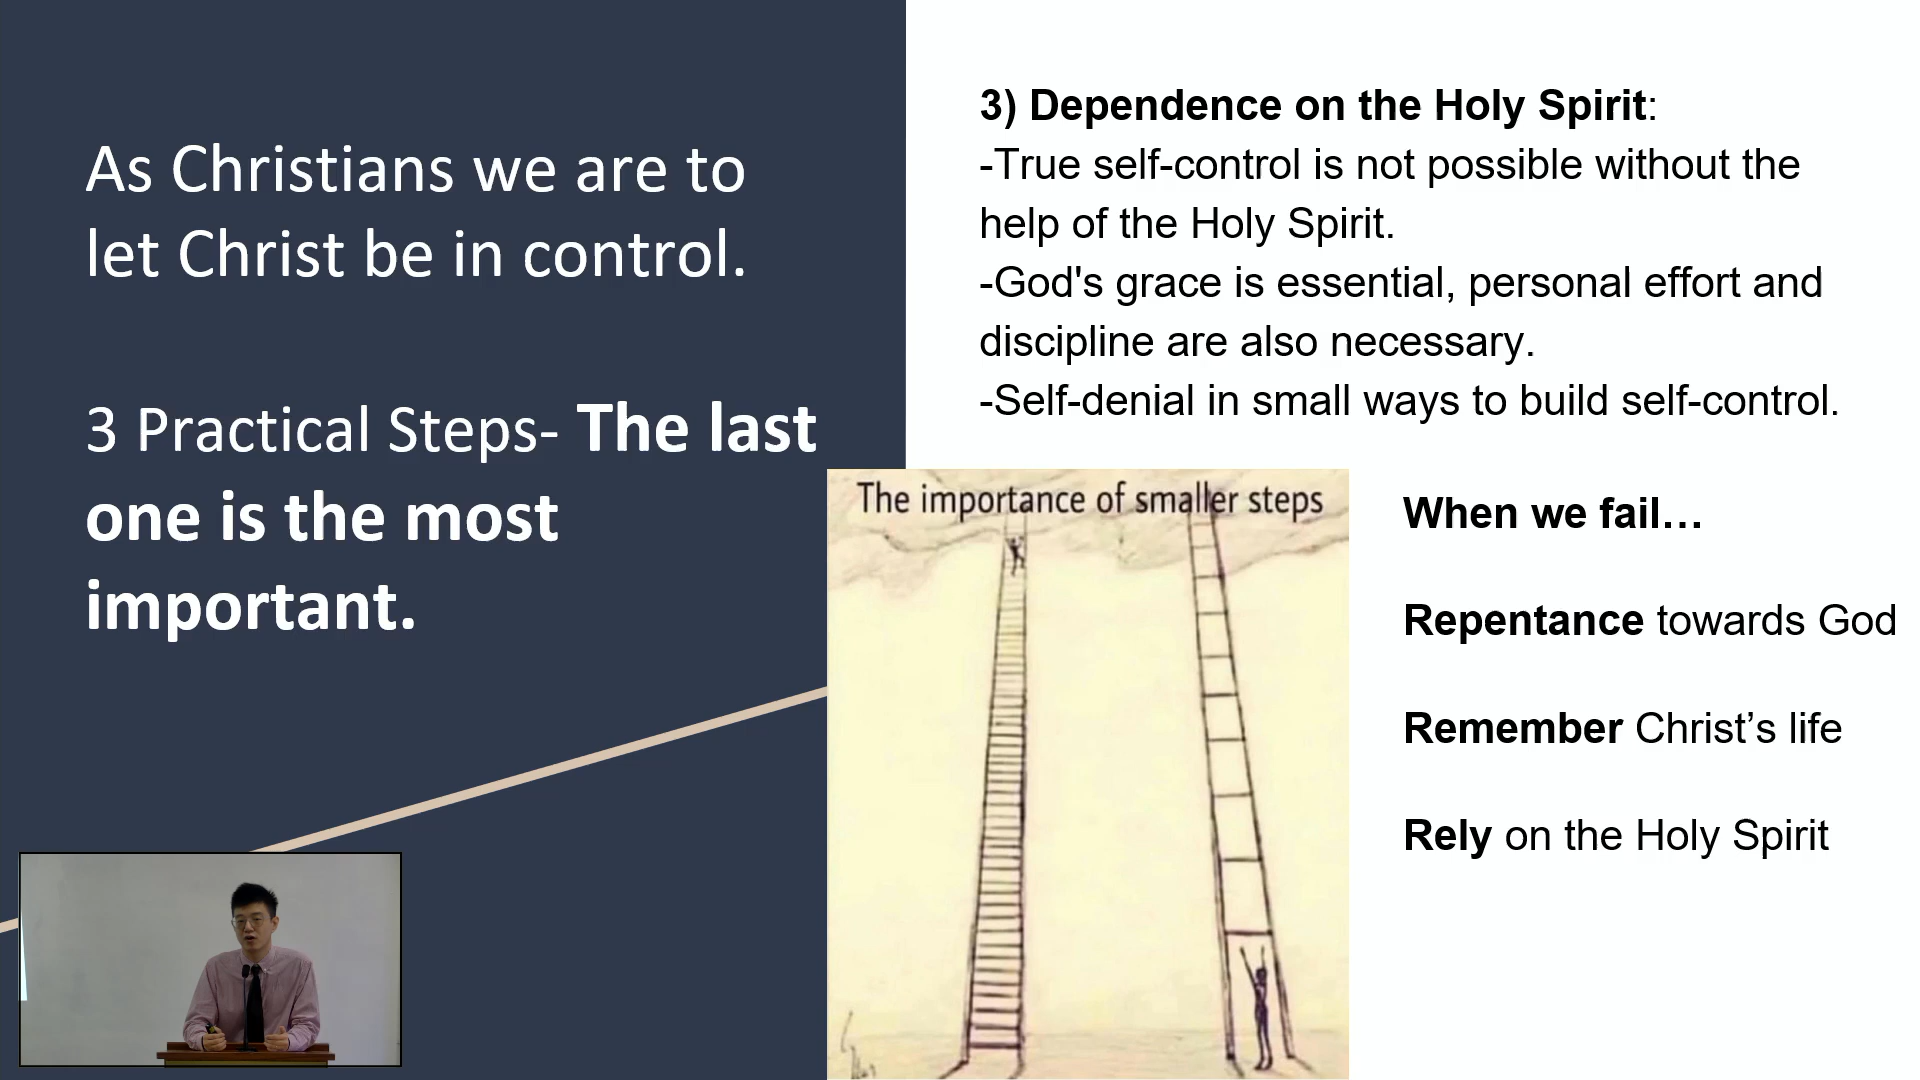 As Christians we are to
let Christ be in control.
3 Practical Steps- The last
one is the most
important.
3) Dependence on the Holy Spirit:
-True self-control is not possible without the
help of the Holy Spirit.
-God's grace is essential, personal effort and
discipline are also necessary.
-Self-denial in small ways to build self-control.
The importance of smaller steps
When we fail…
Repentance towards God
Remember Christ’s life
Rely on the Holy Spirit